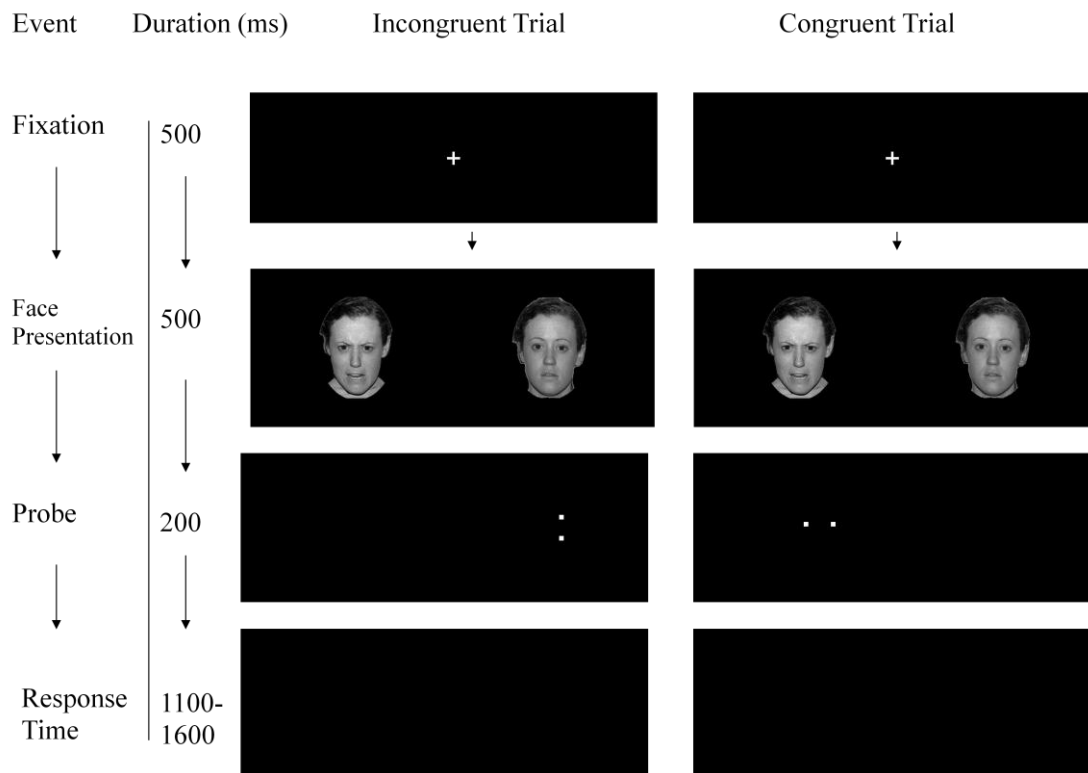 Event Duration (ms) Incongruent Trial Congruent Trial
Fixation
500
Face
Presentation
500
Probe
200
Response
Time
1100-
1600